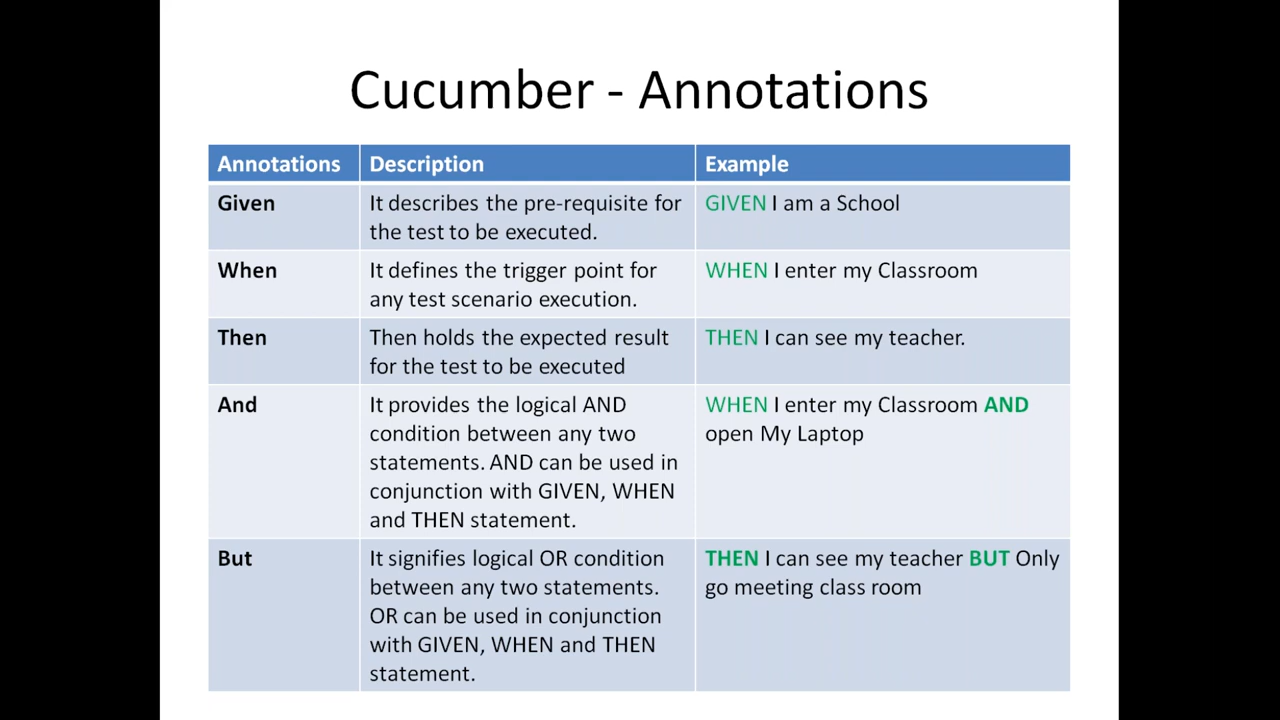 Cucumber - Annotations
Annotations Description Example
Given
It describes the pre-requisite for
the test to be executed.
GIVEN I am a School
When
It defines the trigger point for
any test scenario execution.
WHEN I enter my Classroom
Then
Then holds the expected result
for the test to be executed
THEN I can see my teacher.
And
It provides the logical AND
condition between any two
statements. AND can be used in
conjunction with GIVEN, WHEN
and THEN statement.
WHEN I enter my Classroom AND
open My Laptop
But
It signifies logical OR condition
between any two statements.
OR can be used in conjunction
with GIVEN, WHEN and THEN
statement.
THEN I can see my teacher BUT Only
go meeting class room